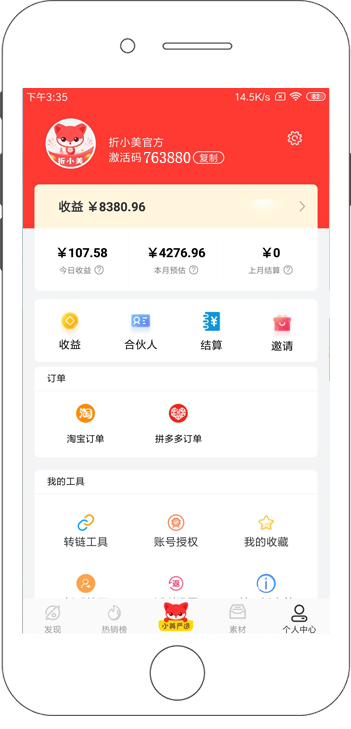 下午3:35 14.5K/s 82
折小美官方
激活码 763880 复制
折小美
收益 ￥8380.96
￥107.58 ￥4276.96 ￥0
今日收益 本月预估 上月结算
收益 合伙人 结算 邀请
订单
淘
淘宝订单 拼多多订单
我的工具
转链工具 账号授权 我的收藏
返
小美严选
发现 热销榜 素材 个人中心